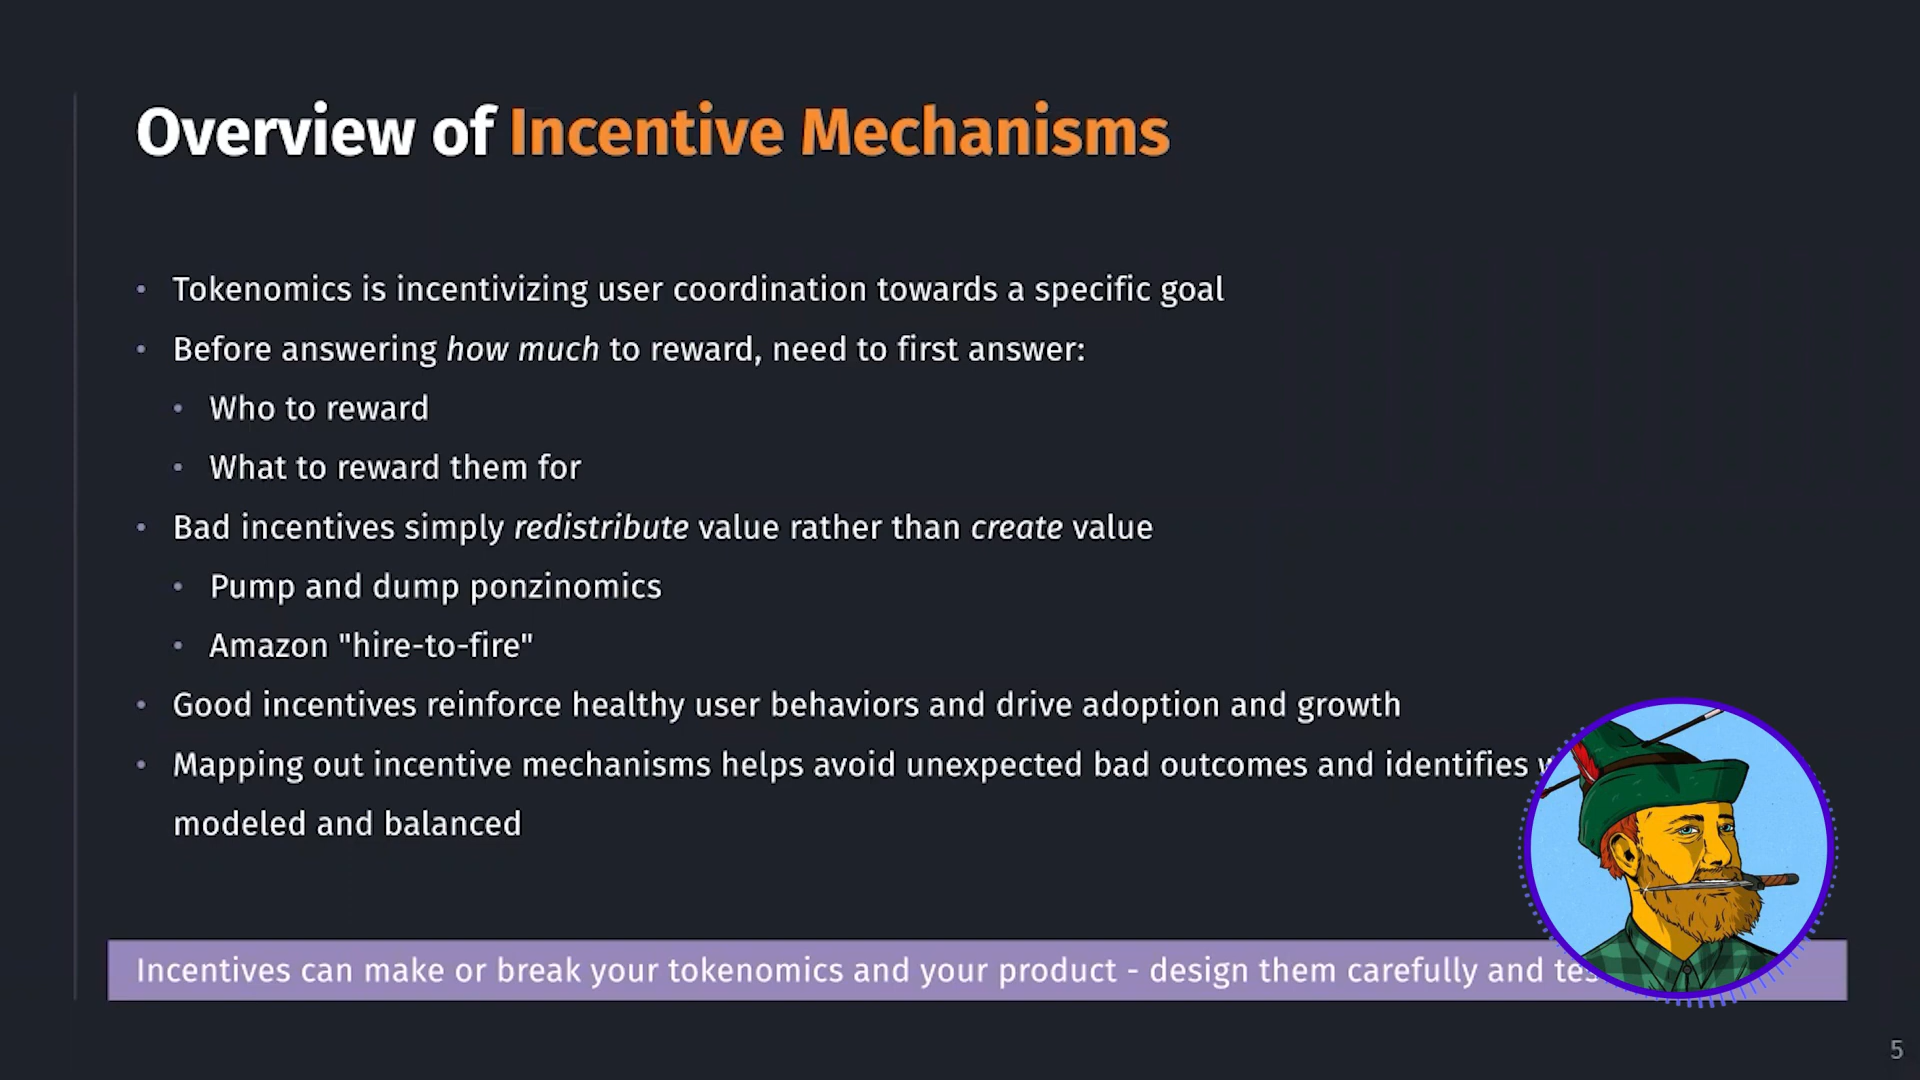 Overview of Incentive Mechanisms
• Tokenomics is incentivizing user coordination towards a specific goal
• Before answering how much to reward, need to first answer:
• Who to reward
• What to reward them for
• Bad incentives simply redistribute value rather than create value
• Pump and dump ponzinomics
• Amazon "hire-to-fire"
• Good incentives reinforce healthy user behaviors and drive adoption and growth
• Mapping out incentive mechanisms helps avoid unexpected bad outcomes and identifies
modeled and balanced
Incentives can make or break your tokenomics and your product - design them carefully and
5